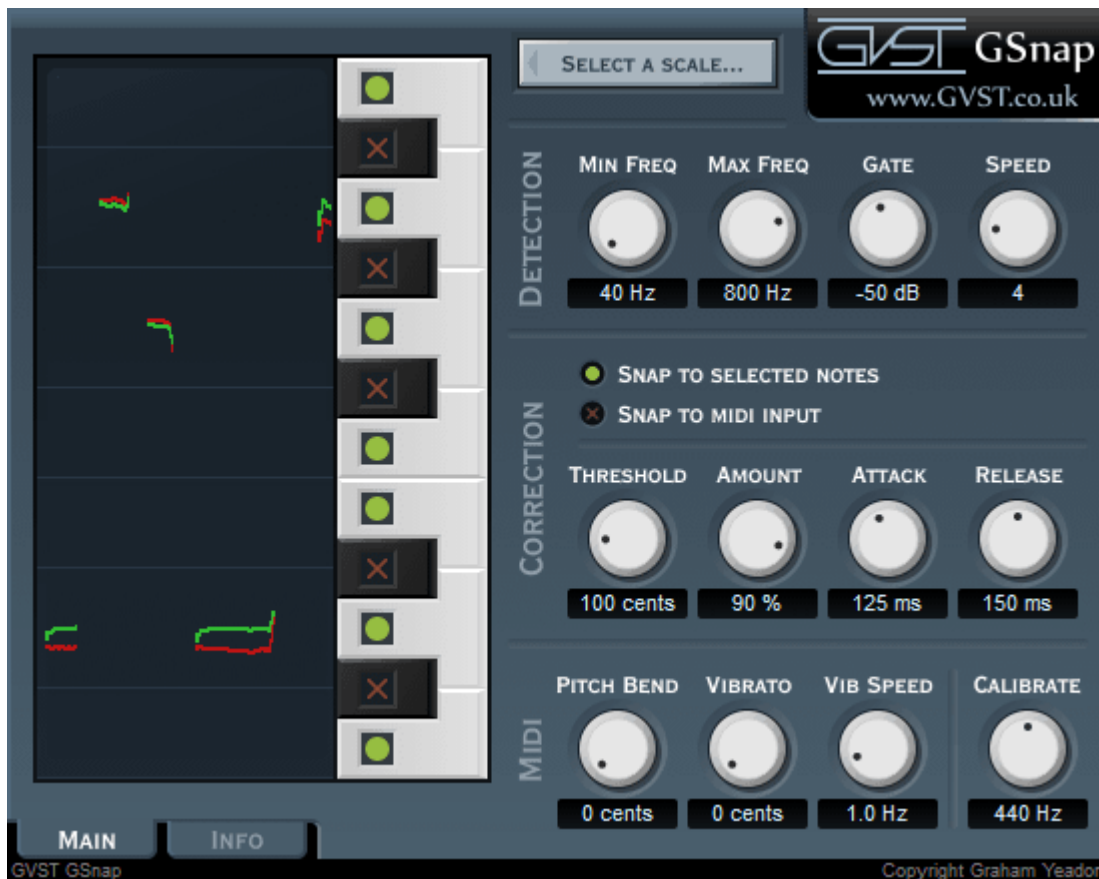 SELECT A SCALE...
GVST GSnap
www.GVST.co.uk
DETECTION
MIN FREQ MAX FREQ GATE SPEED
40 Hz 800 Hz -50 dB 4
CORRECTION
SNAP TO SELECTED NOTES
SNAP TO MIDI INPUT
THRESHOLD AMOUNT ATTACK RELEASE
100 cents 90 % 125 ms 150 ms
MIDI
PITCH BEND VIBRATO VIB SPEED CALIBRATE
0 cents 0 cents 1.0 Hz 440 Hz
MAIN INFO
GVST GSnap Copyright Graham Yeadon